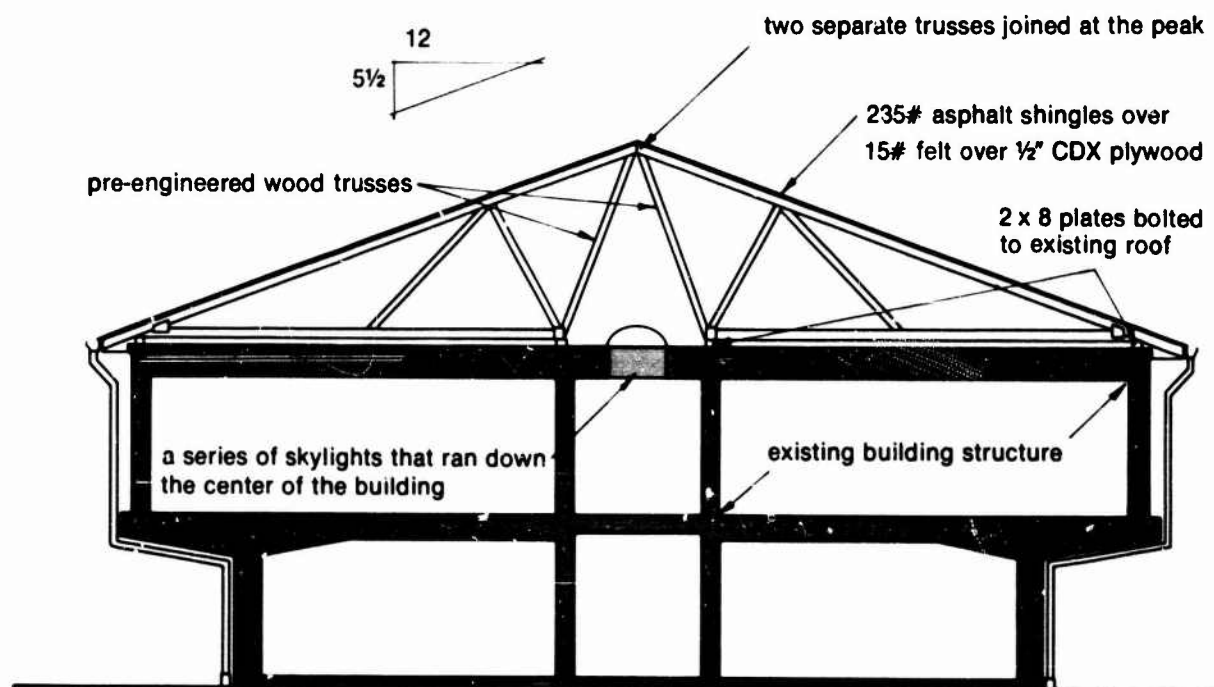 12
5½
two separate trusses joined at the peak
235# asphalt shingles over
15# felt over ½" CDX plywood
pre-engineered wood trusses
2 x 8 plates bolted
to existing roof
a series of skylights that ran down
the center of the building
existing building structure